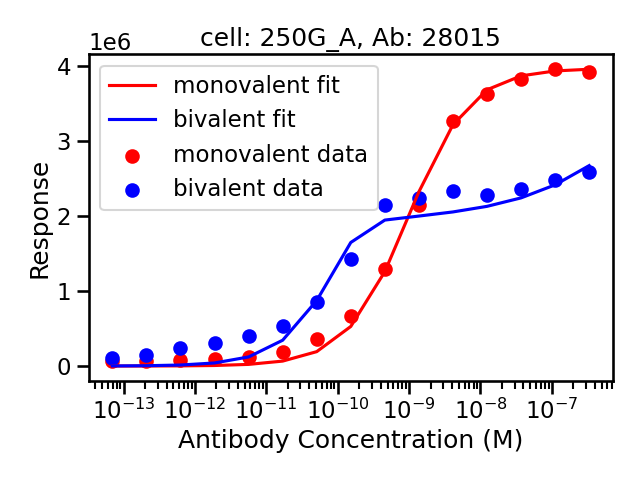 cell: 250G_A, Ab: 28015
1e6
monovalent fit
bivalent fit
monovalent data
bivalent data
Response
4
3
2
1
0
10⁻¹³ 10⁻¹² 10⁻¹¹ 10⁻¹⁰ 10⁻⁹ 10⁻⁸ 10⁻⁷
Antibody Concentration (M)